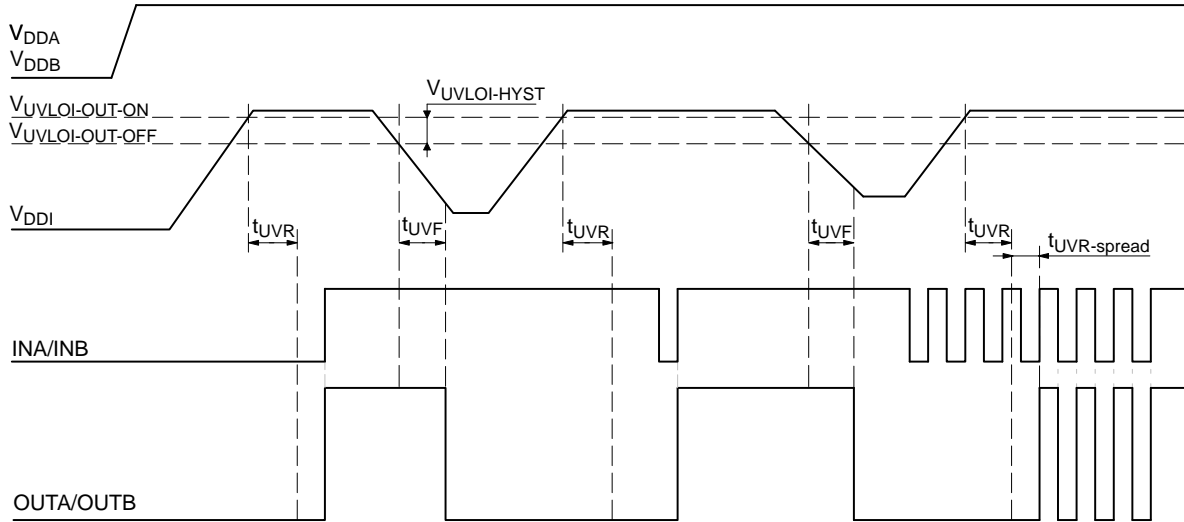 VDDA
VDDB
VUVLOI-HYST
VUVLOI-OUT-ON
VUVLOI-OUT-OFF
VDDI
tUVR
tUVF
tUVR
tUVF
tUVR
tUVR-spread
INA/INB
OUTA/OUTB